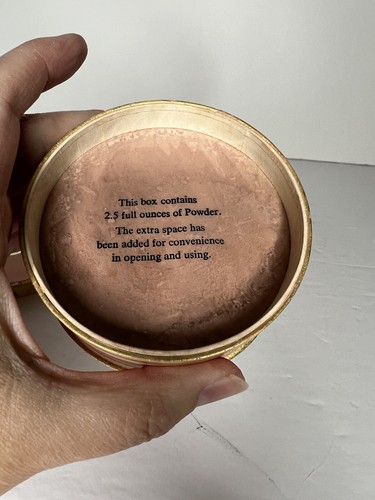 This box contains
2.5 full ounces of Powder.
The extra space has
been added for convenience
in opening and using.